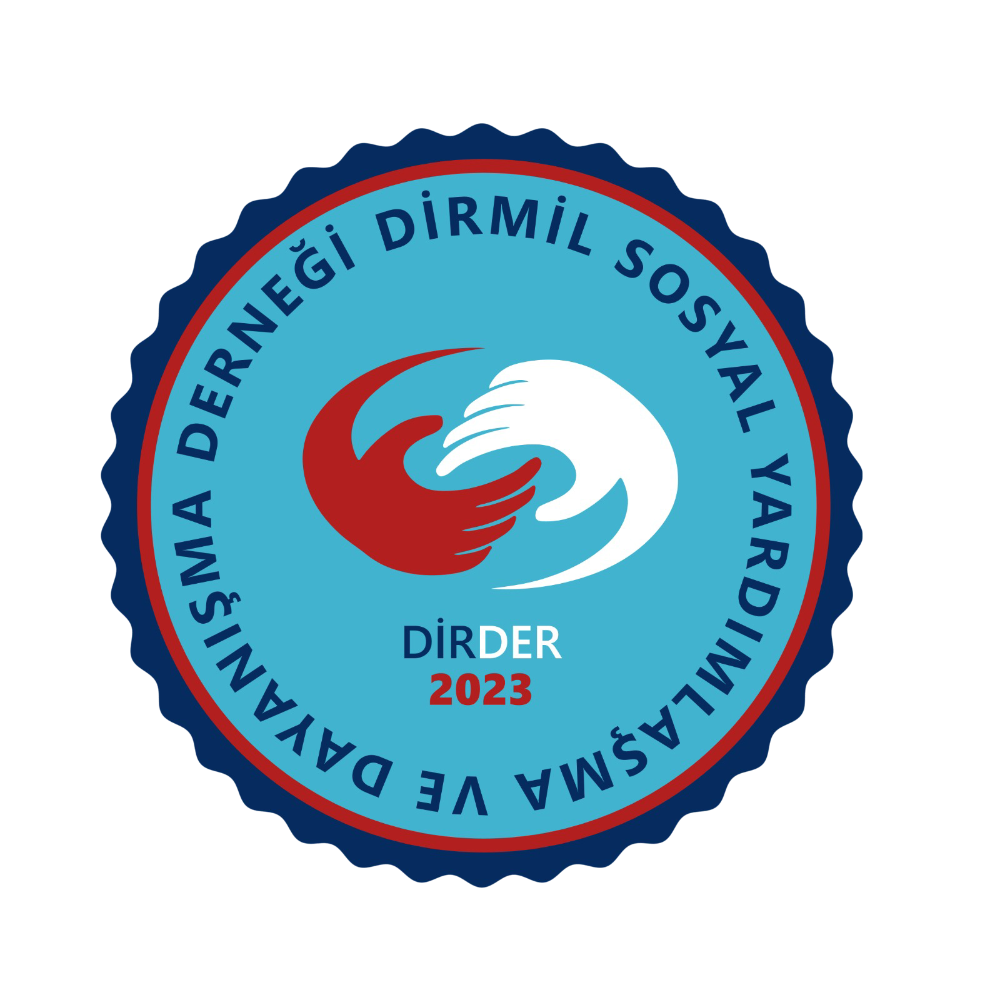 DİRMİL SOSYAL YARDIMLAŞMA VE DAYANIŞMA DERNEĞİ
DİRDER
2023